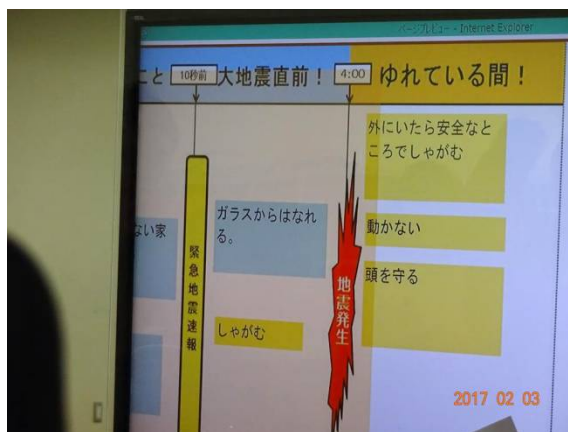 ページプレビュー - Internet Explorer
こと
10秒前
大地震直前!
4:00
ゆれている間!
ない家
緊急地震速報
ガラスからはなれ
る。
しゃがむ
地震発生
外にいたら安全なと
ころでしゃがむ
動かない
頭を守る
2017 02 03